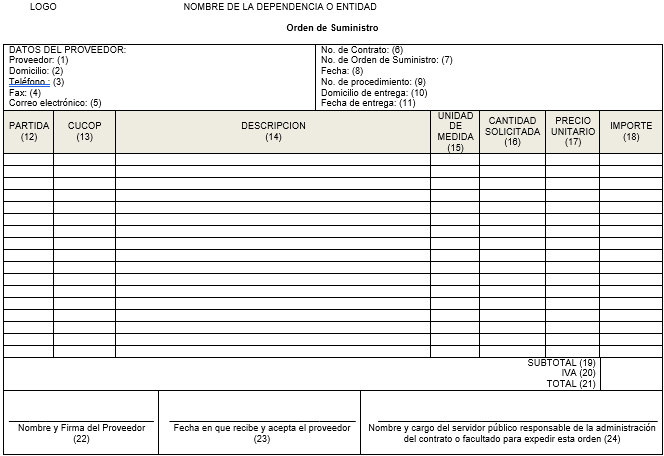 LOGO NOMBRE DE LA DEPENDENCIA O ENTIDAD
Orden de Suministro
DATOS DEL PROVEEDOR:
Proveedor: (1)
Domicilio: (2)
Teléfono.: (3)
Fax: (4)
Correo electrónico: (5)
No. de Contrato: (6)
No. de Orden de Suministro: (7)
Fecha: (8)
No. de procedimiento: (9)
Domicilio de entrega: (10)
Fecha de entrega: (11)
PARTIDA
(12)
CUCOP
(13)
DESCRIPCION
(14)
UNIDAD
DE
MEDIDA
(15)
CANTIDAD
SOLICITADA
(16)
PRECIO
UNITARIO
(17)
IMPORTE
(18)
SUBTOTAL (19)
IVA (20)
TOTAL (21)
Nombre y Firma del Proveedor
(22)
Fecha en que recibe y acepta el proveedor
(23)
Nombre y cargo del servidor público responsable de la administración
del contrato o facultado para expedir esta orden (24)